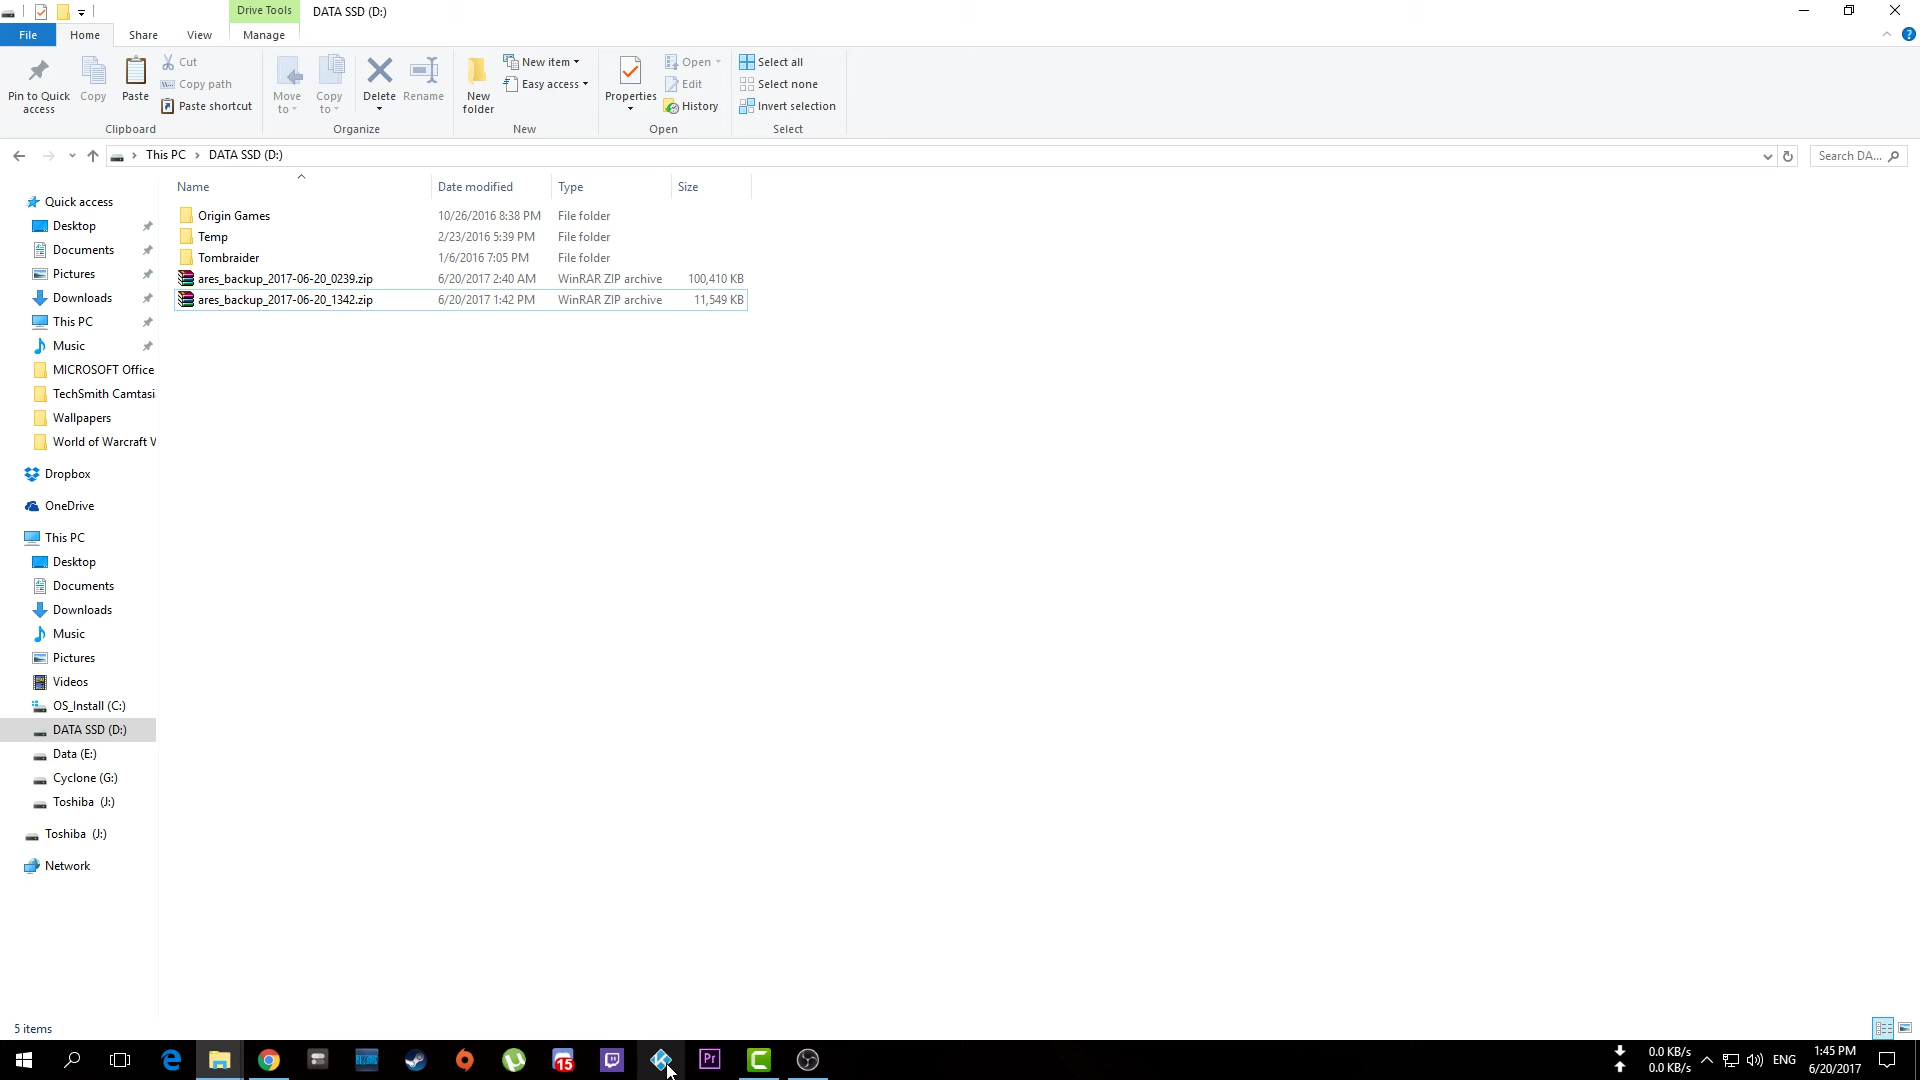 Drive Tools
DATA SSD (D:)
File
Home
Share
View
Manage
Pin to Quick access
Copy
Paste
Cut
Copy path
Paste shortcut
Clipboard
Move to
Copy to
Delete
Rename
Organize
New folder
New item
Easy access
New
Properties
Open
Edit
History
Open
Select all
Select none
Invert selection
Select
This PC > DATA SSD (D:)
Search DA...
Name Date modified Type Size
Origin Games 10/26/2016 8:38 PM File folder
Temp 2/23/2016 5:39 PM File folder
Tombraider 1/6/2016 7:05 PM File folder
ares_backup_2017-06-20_0239.zip 6/20/2017 2:40 AM WinRAR ZIP archive 100,410 KB
ares_backup_2017-06-20_1342.zip 6/20/2017 1:42 PM WinRAR ZIP archive 11,549 KB
Quick access
Desktop
Documents
Pictures
Downloads
This PC
Music
MICROSOFT Office
TechSmith Camtasi
Wallpapers
World of Warcraft
Dropbox
OneDrive
This PC
Desktop
Documents
Downloads
Music
Pictures
Videos
OS_Install (C:)
DATA SSD (D:)
Data (E:)
Cyclone (G:)
Toshiba (J:)
Toshiba (J:)
Network
5 items
15
Pr
0.0 KB/s
0.0 KB/s
ENG
1:45 PM
6/20/2017